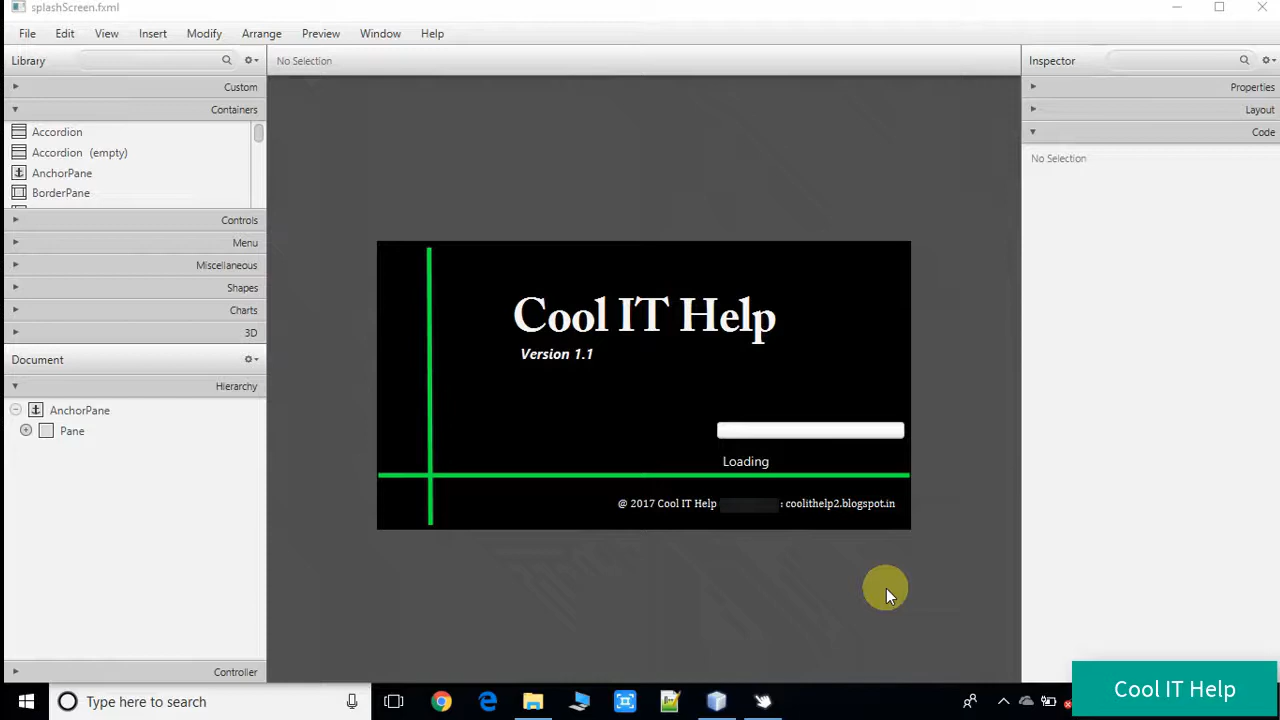 splashScreen.fxml
File Edit View Insert Modify Arrange Preview Window Help
Library
No Selection
Inspector
Custom
Containers
Accordion
Accordion (empty)
AnchorPane
BorderPane
Controls
Menu
Miscellaneous
Shapes
Charts
3D
Document
Hierarchy
AnchorPane
Pane
Controller
Cool IT Help
Version 1.1
Loading
@ 2017 Cool IT Help : coolithelp2.blogspot.in
Properties
Layout
Code
No Selection
Type here to search
Cool IT Help